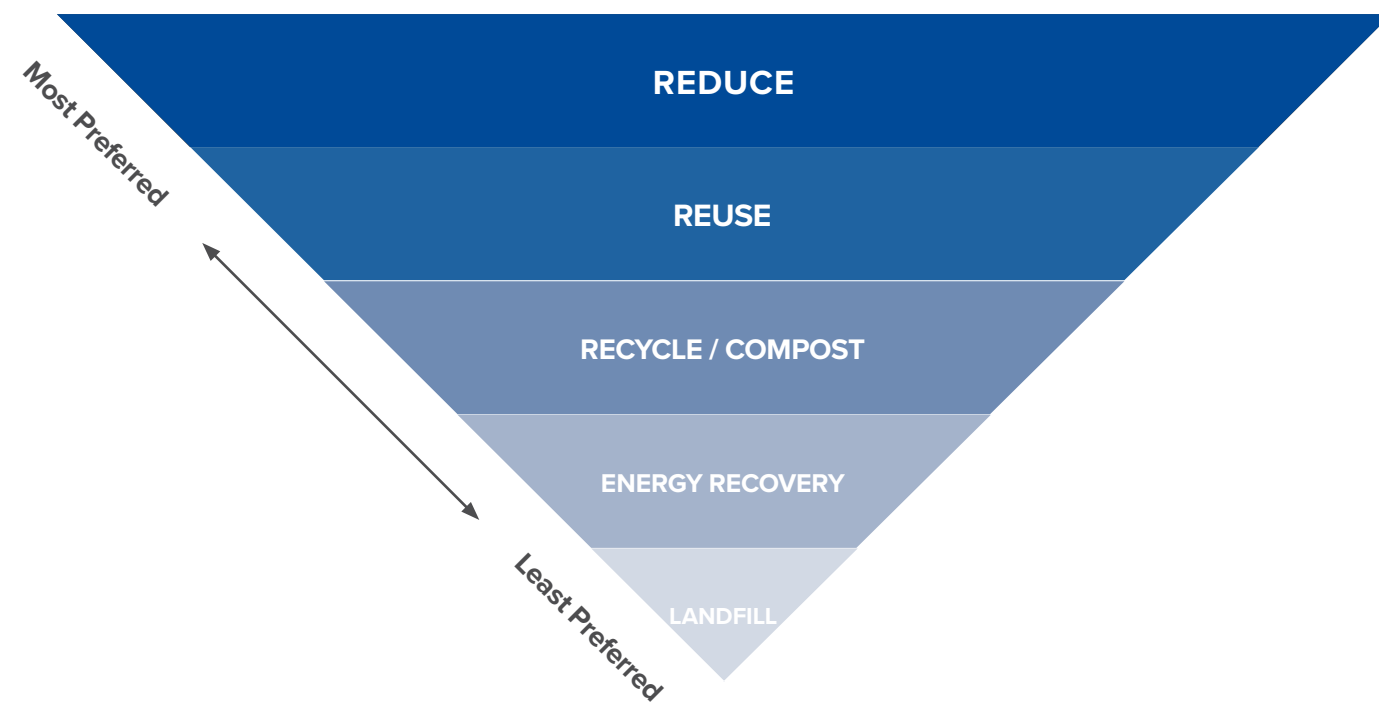 REDUCE
Most Preferred
REUSE
RECYCLE / COMPOST
ENERGY RECOVERY
LANDFILL
Least Preferred